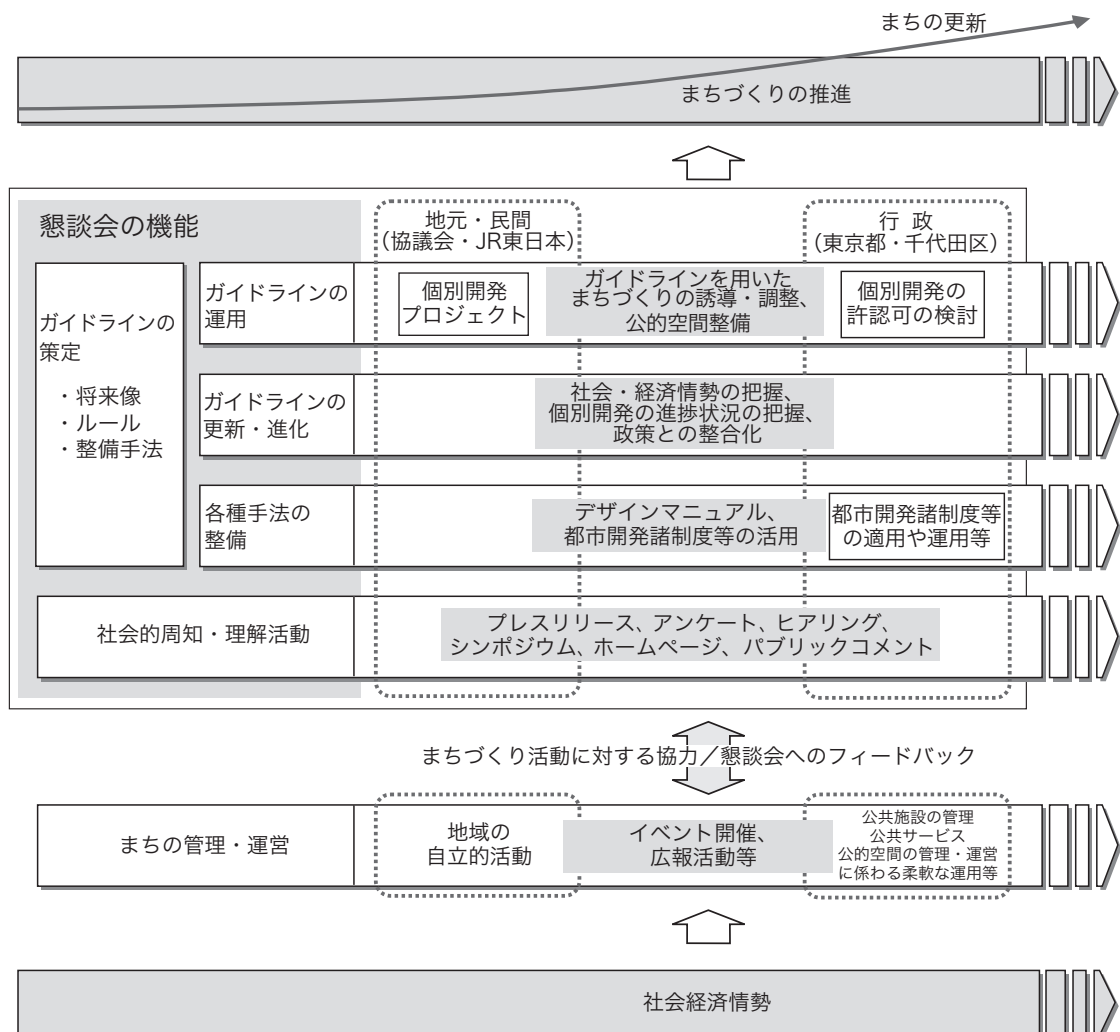 まちの更新
まちづくりの推進
懇談会の機能
地元・民間
(協議会・JR東日本)
行 政
(東京都・千代田区)
ガイドラインの
策定
・将来像
・ルール
・整備手法
ガイドラインの
運用
個別開発
プロジェクト
ガイドラインを用いた
まちづくりの誘導・調整、
公的空間整備
個別開発の
許認可の検討
ガイドラインの
更新・進化
社会・経済情勢の把握、
個別開発の進捗状況の把握、
政策との整合化
各種手法の
整備
デザインマニュアル、
都市開発諸制度等の活用
都市開発諸制度等
の適用や運用等
社会的周知・理解活動
プレスリリース、アンケート、ヒアリング、
シンポジウム、ホームページ、パブリックコメント
まちづくり活動に対する協力／懇談会へのフィードバック
まちの管理・運営
地域の
自立的活動
イベント開催、
広報活動等
公共施設の管理
公共サービス
公的空間の管理・運営
に係わる柔軟な運用等
社会経済情勢